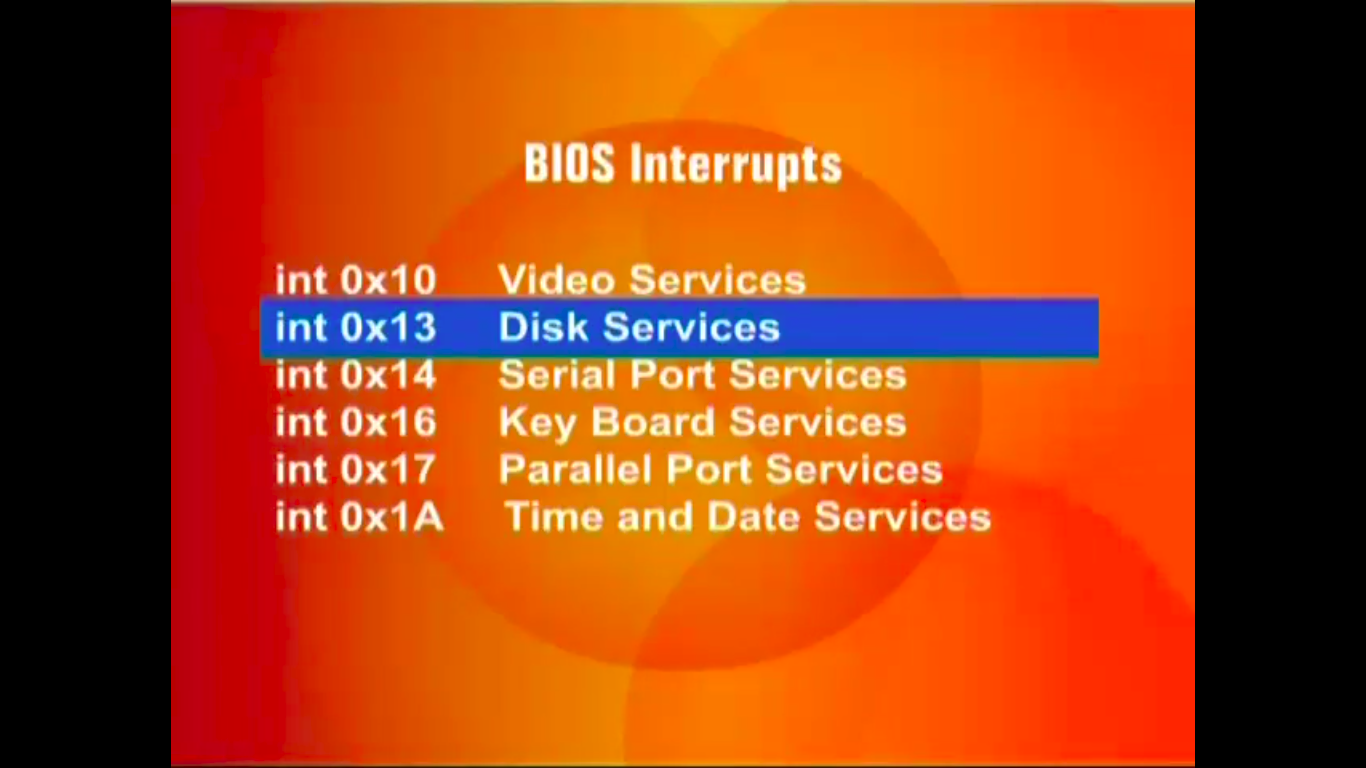 BIOS Interrupts
int 0x10 Video Services
int 0x13 Disk Services
int 0x14 Serial Port Services
int 0x16 Key Board Services
int 0x17 Parallel Port Services
int 0x1A Time and Date Services